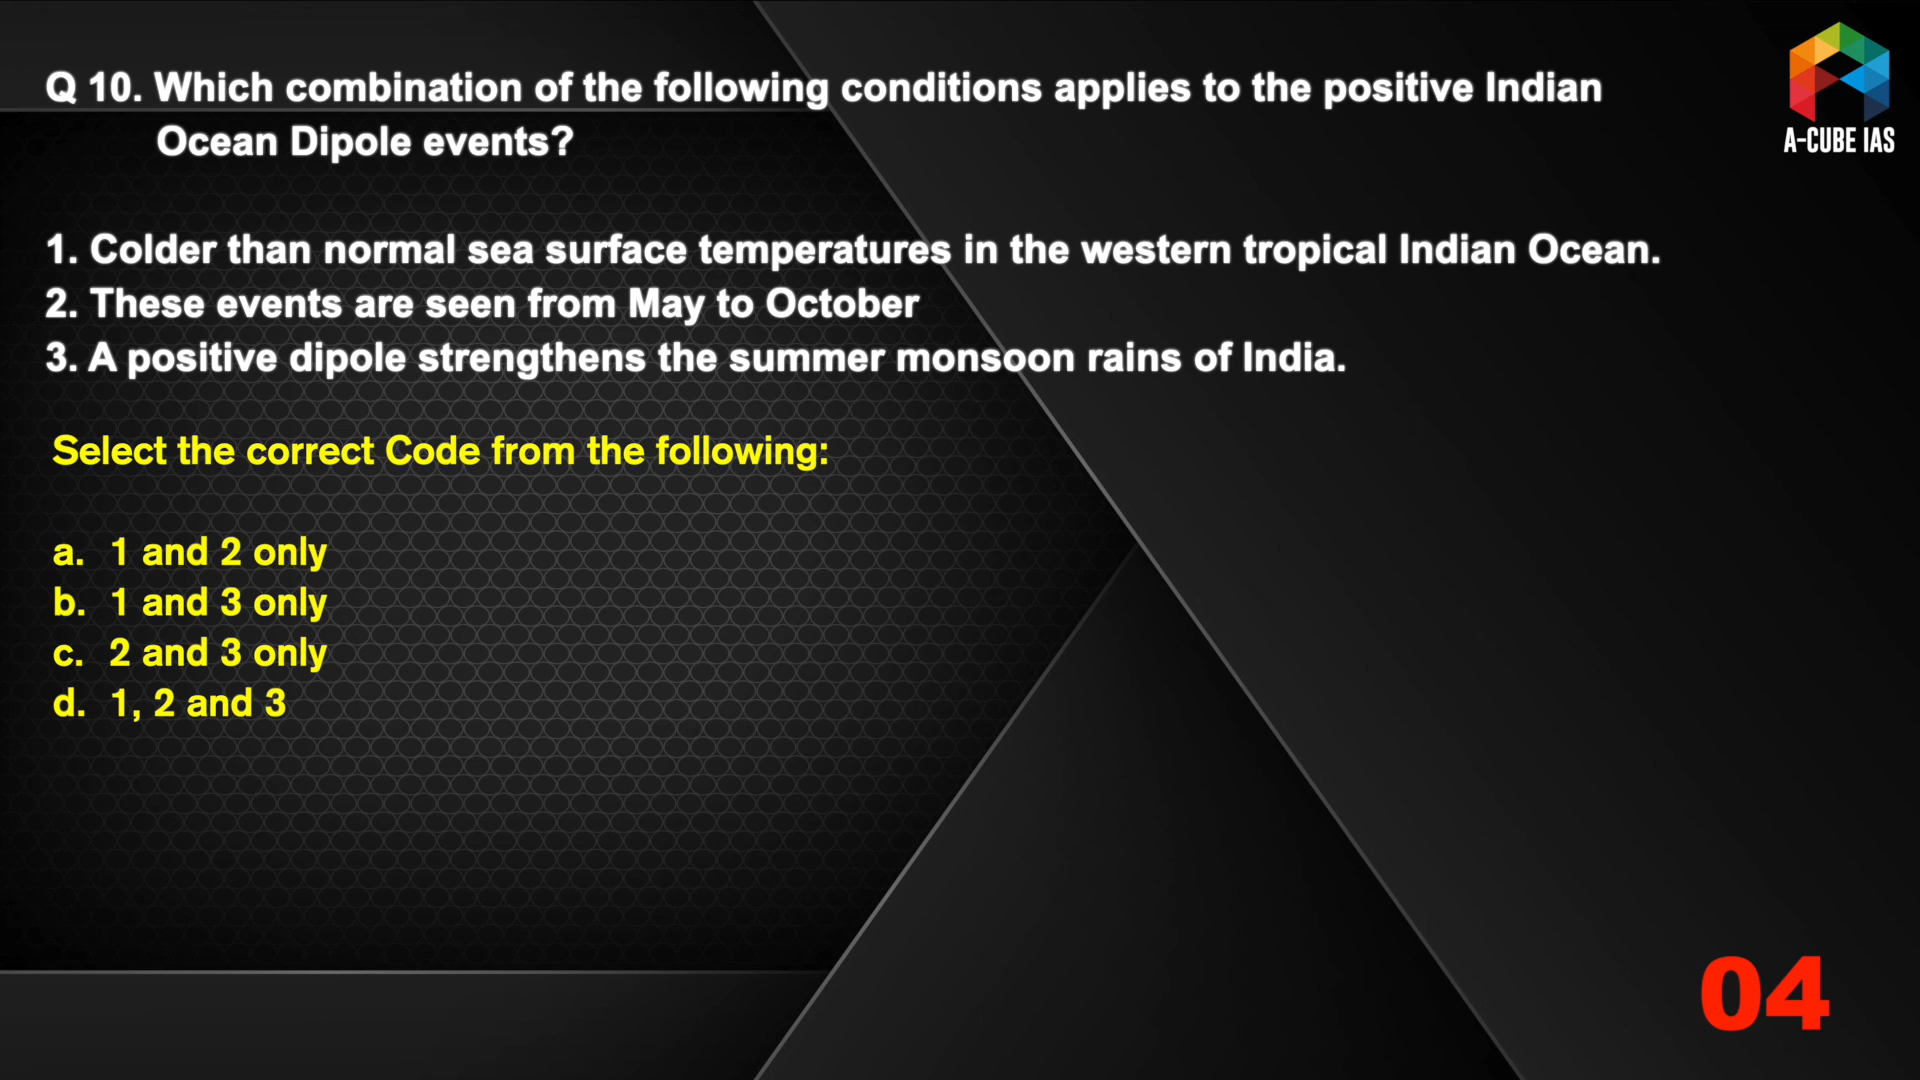 A-CUBE IAS
Q 10. Which combination of the following conditions applies to the positive Indian
Ocean Dipole events?
1. Colder than normal sea surface temperatures in the western tropical Indian Ocean.
2. These events are seen from May to October
3. A positive dipole strengthens the summer monsoon rains of India.
Select the correct Code from the following:
a. 1 and 2 only
b. 1 and 3 only
c. 2 and 3 only
d. 1, 2 and 3
04